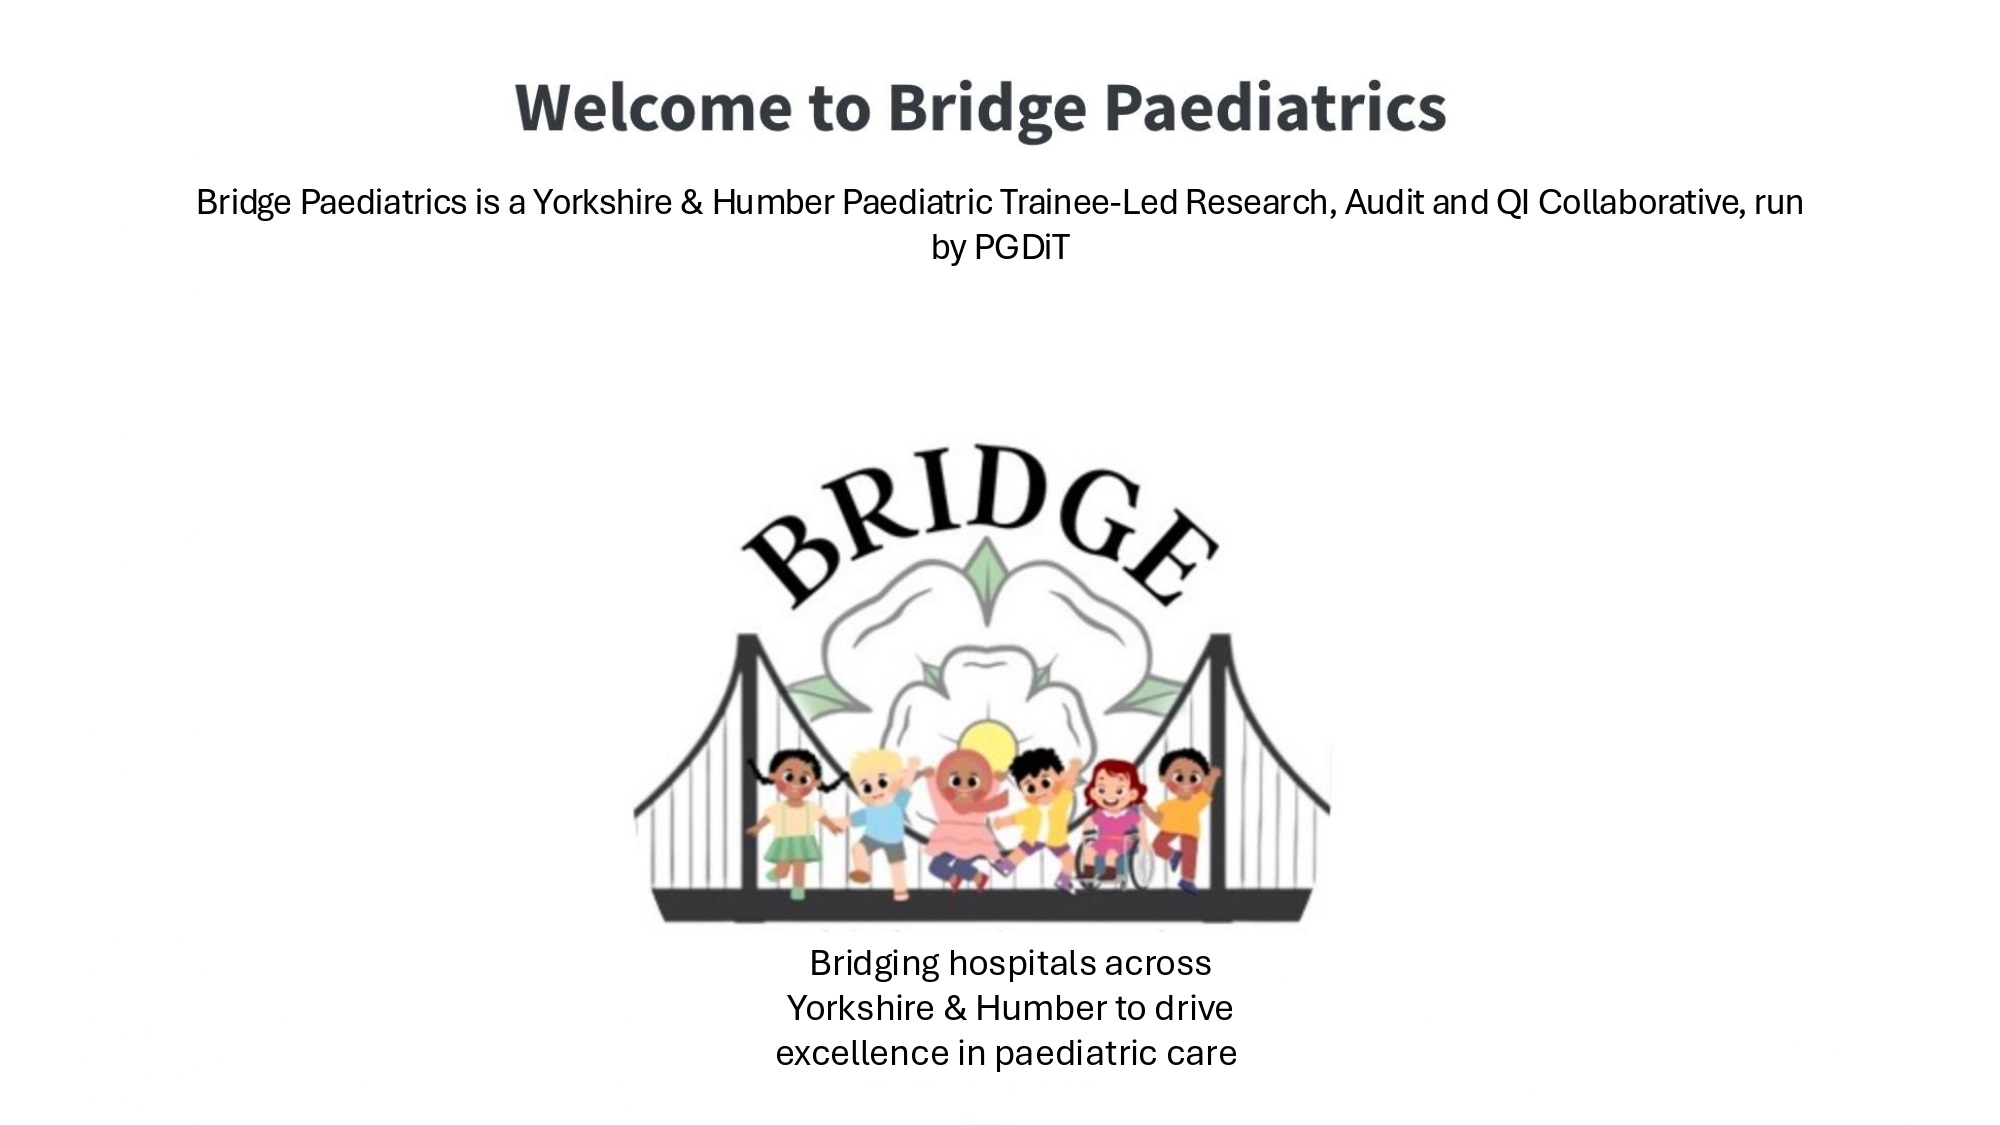 Welcome to Bridge Paediatrics
Bridge Paediatrics is a Yorkshire & Humber Paediatric Trainee-Led Research, Audit and QI Collaborative, run
by PGDiT
BRIDGE
Bridging hospitals across
Yorkshire & Humber to drive
excellence in paediatric care